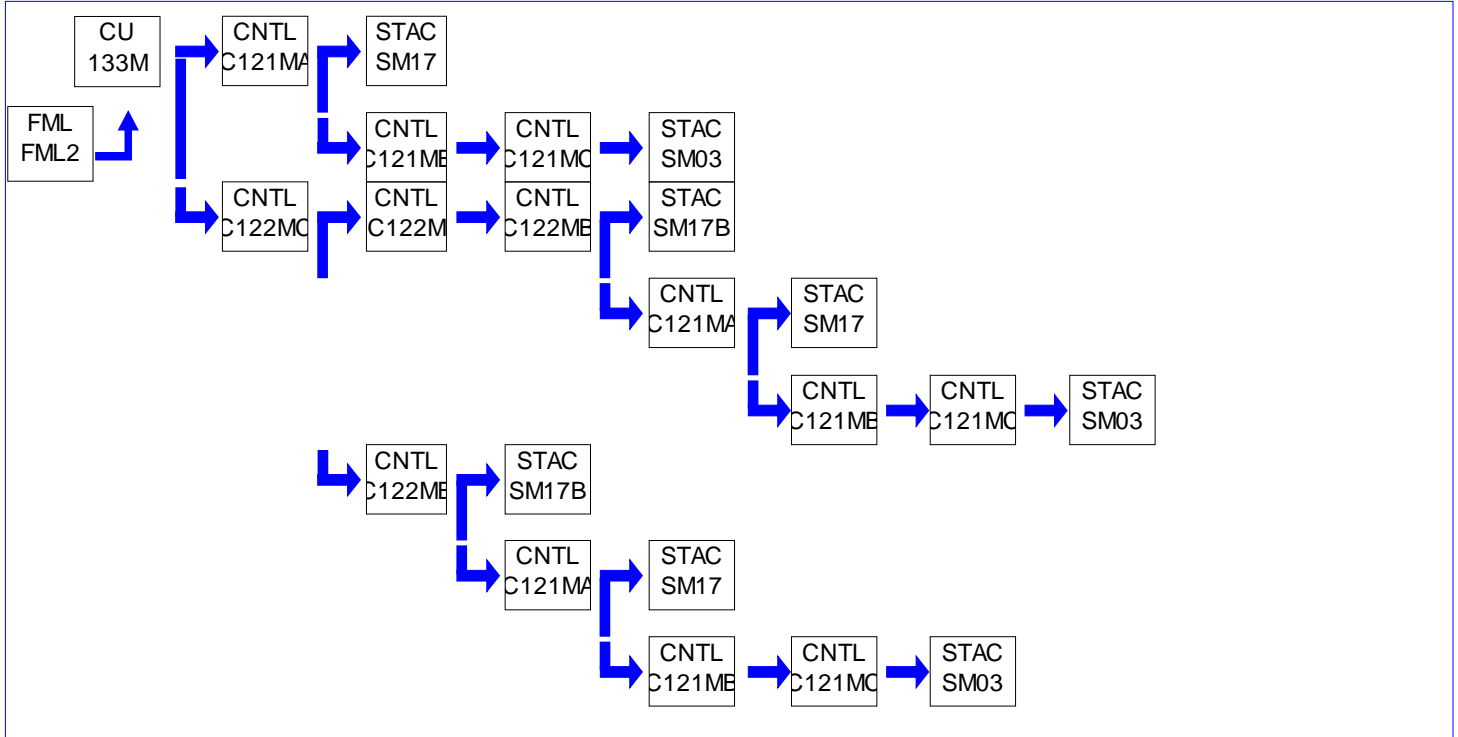 CU
133M
CNTL
C121MA
STAC
SM17
FML
FML2
CNTL
C121MB
CNTL
C121MC
STAC
SM03
CNTL
C122MC
CNTL
C122M
CNTL
C122MB
STAC
SM17B
CNTL
C121MA
STAC
SM17
CNTL
C121MB
CNTL
C121MC
STAC
SM03
CNTL
C122MB
STAC
SM17B
CNTL
C121MA
STAC
SM17
CNTL
C121MB
CNTL
C121MC
STAC
SM03